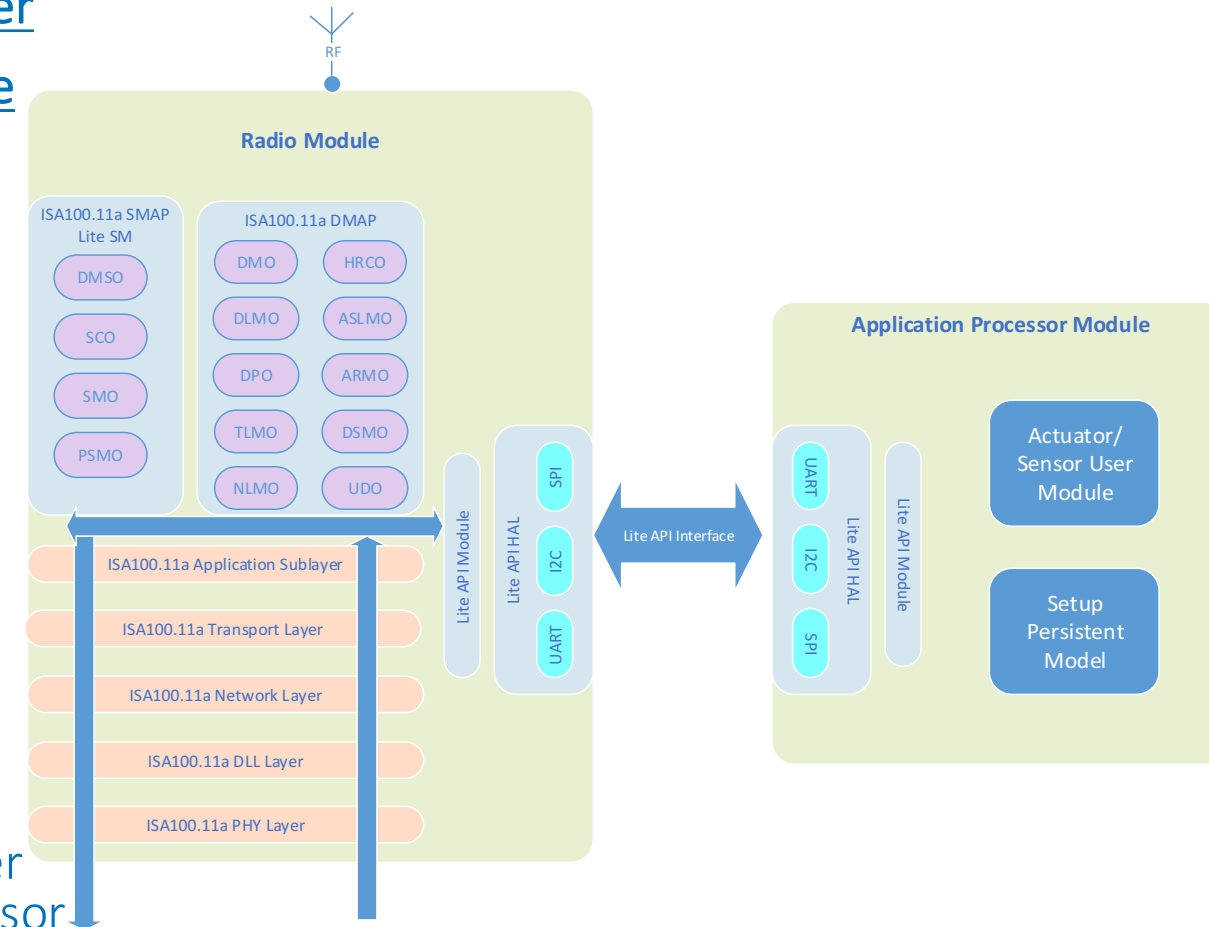 er
e
RF
Radio Module
ISA100.11a SMAP
Lite SM
DMSO
SCO
SMO
PSMO
ISA100.11a DMAP
DMO
HRCO
DLMO
ASLMO
DPO
ARMO
TLMO
DSMO
NLMO
UDO
ISA100.11a Application Sublayer
ISA100.11a Transport Layer
ISA100.11a Network Layer
ISA100.11a DLL Layer
ISA100.11a PHY Layer
Lite API Module
Lite API HAL
SPI
I2C
UART
Lite API Interface
Application Processor Module
UART
I2C
SPI
Lite API HAL
Lite API Module
Actuator/
Sensor User
Module
Setup
Persistent
Model
er
sor